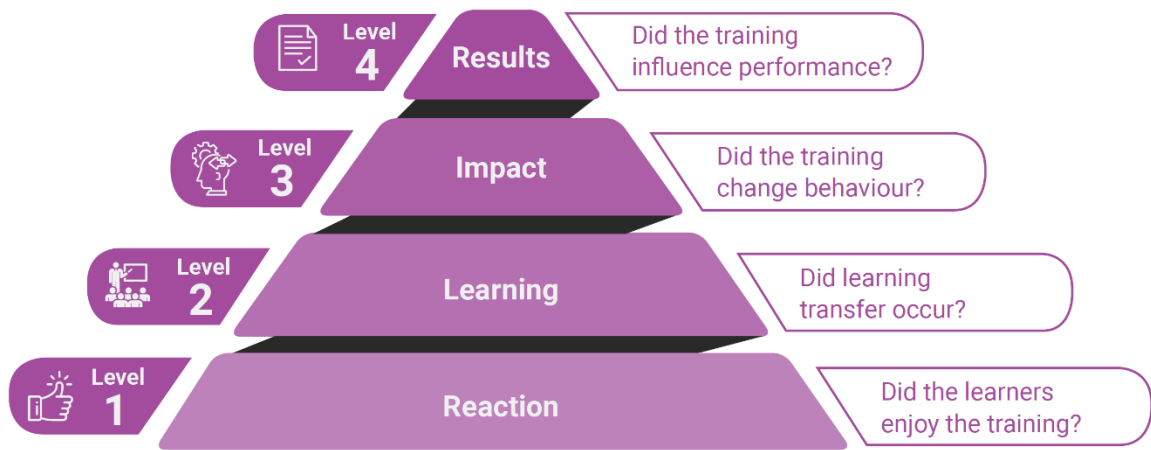 Level
4
Results
Did the training
influence performance?
Level
3
Impact
Did the training
change behaviour?
Level
2
Learning
Did learning
transfer occur?
Level
1
Reaction
Did the learners
enjoy the training?